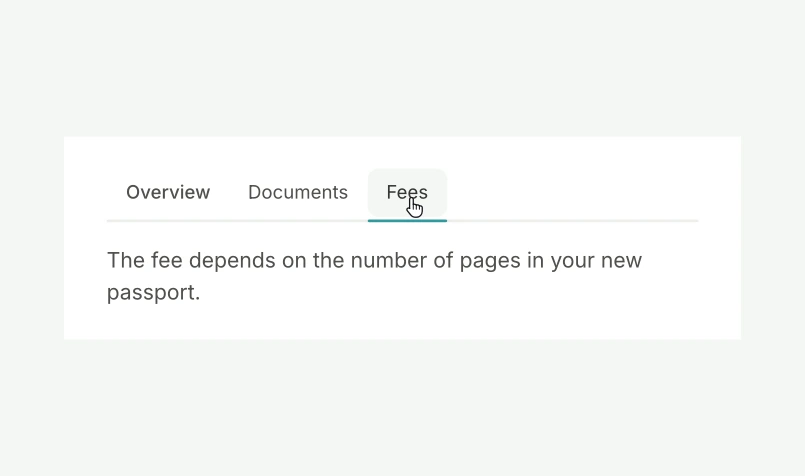 Overview Documents Fees
The fee depends on the number of pages in your new
passport.